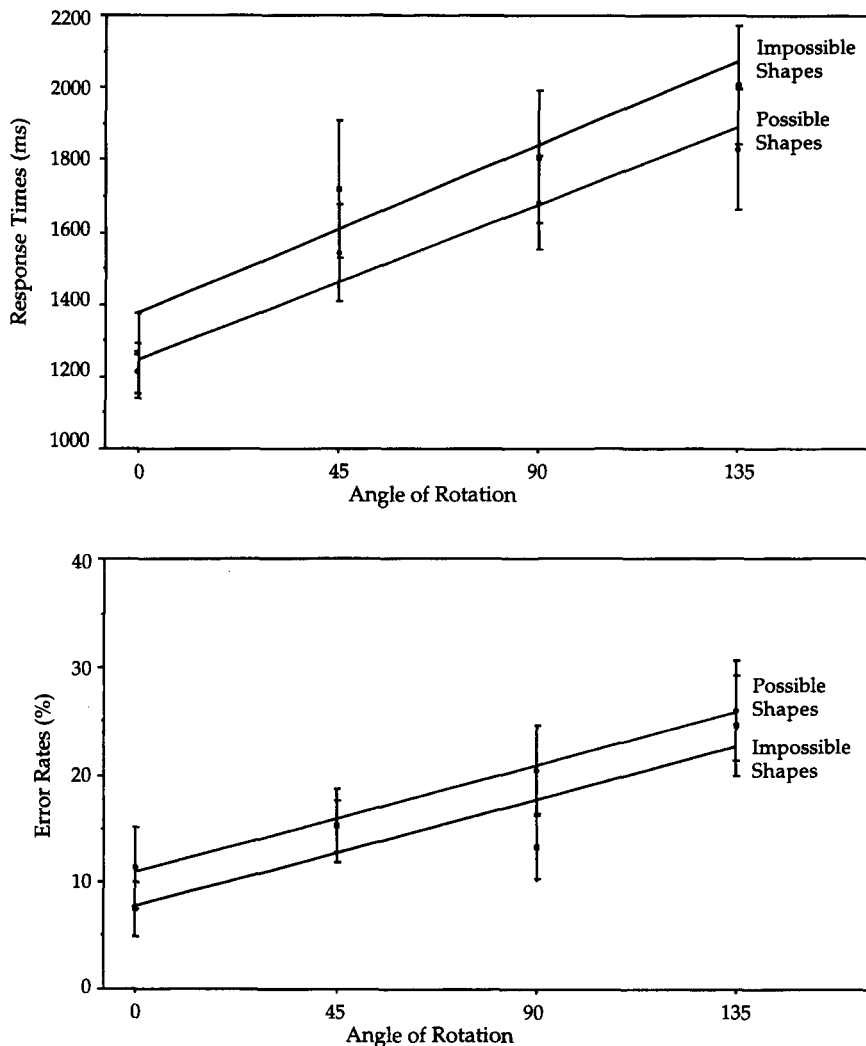 2200
2000
1800
1600
1400
1200
1000
Response Times (ms)
Impossible
Shapes
Possible
Shapes
0 45 90 135
Angle of Rotation
40
30
20
10
0
Error Rates (%)
Possible
Shapes
Impossible
Shapes
0 45 90 135
Angle of Rotation